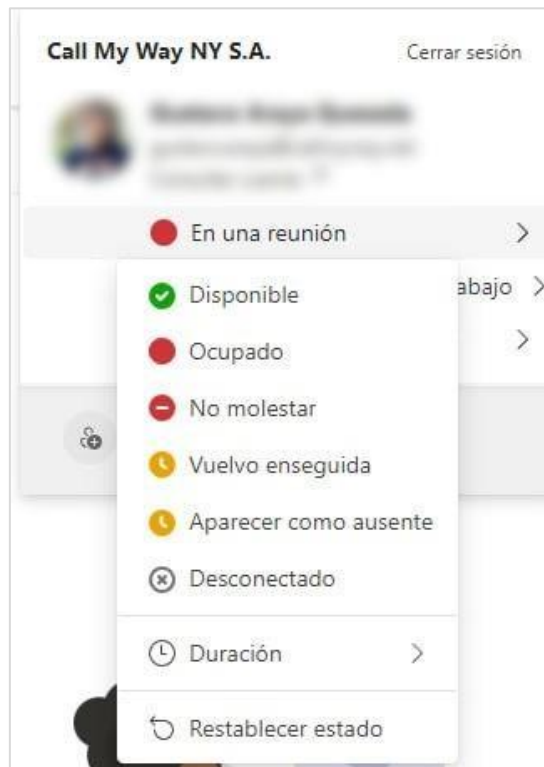 Call My Way NY S.A.
Cerrar sesión
En una reunión
abajo
Disponible
Ocupado
No molestar
Vuelvo enseguida
Aparecer como ausente
Desconectado
Duración
Restablecer estado